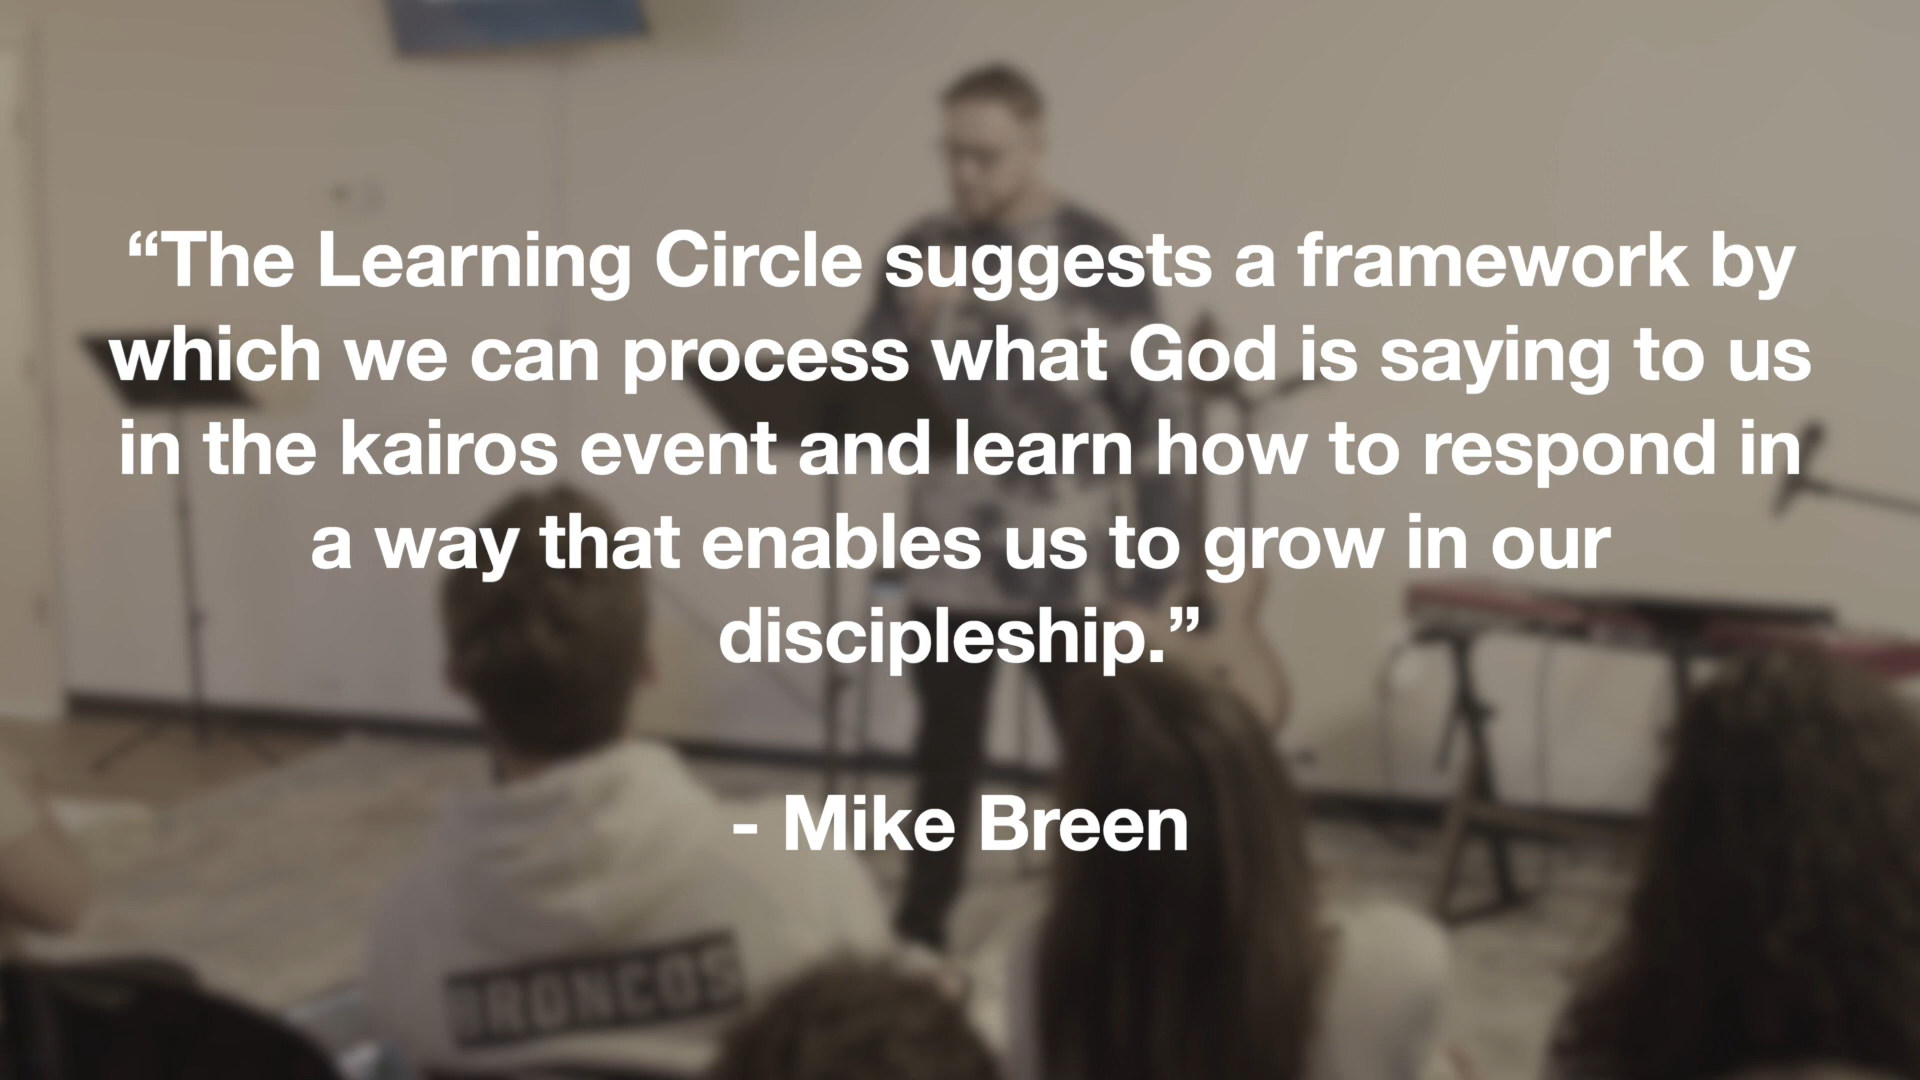 “The Learning Circle suggests a framework by
which we can process what God is saying to us
in the kairos event and learn how to respond in
a way that enables us to grow in our
discipleship.”
- Mike Breen
BRONCOS